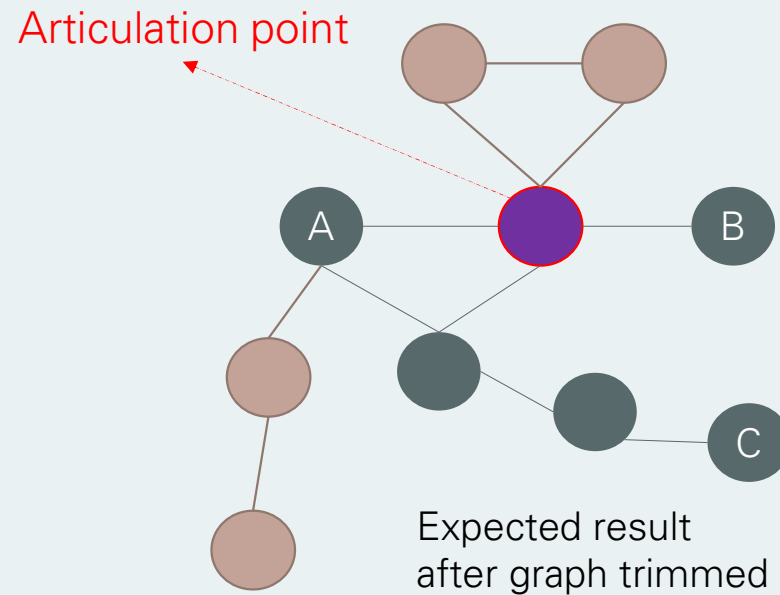 Articulation point
A
B
C
Expected result
after graph trimmed